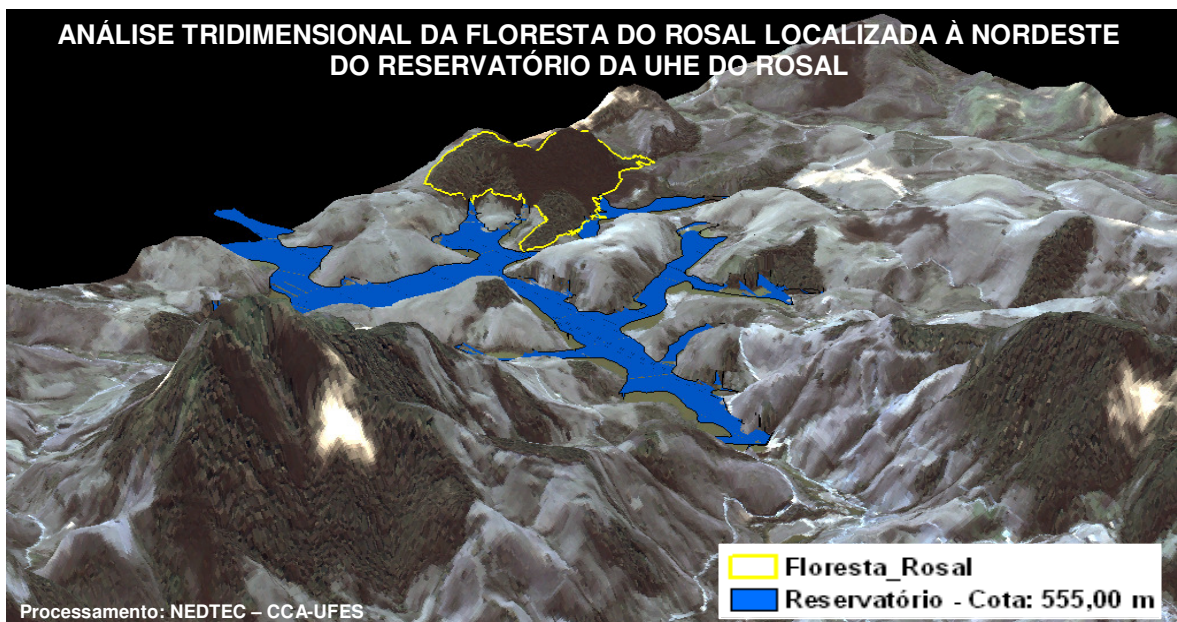 ANÁLISE TRIDIMENSIONAL DA FLORESTA DO ROSAL LOCALIZADA À NORDESTE
DO RESERVATÓRIO DA UHE DO ROSAL
Floresta_Rosal
Reservatório - Cota: 555,00 m
Processamento: NEDTEC – CCA-UFES